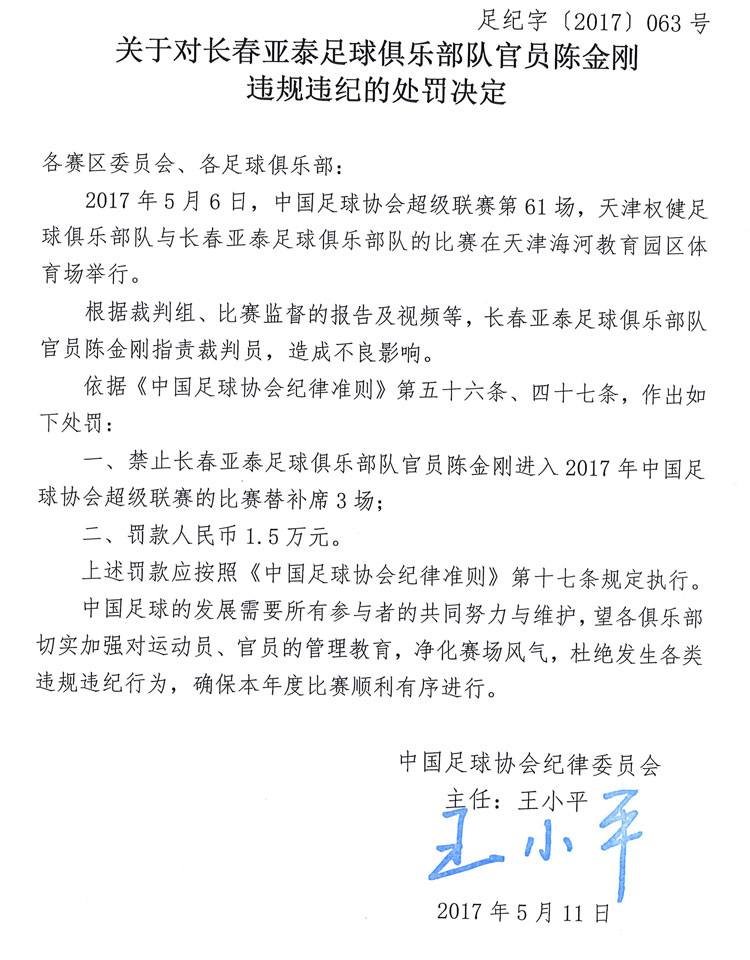 足纪字〔2017〕063号
关于对长春亚泰足球俱乐部队官员陈金刚
违规违纪的处罚决定
各赛区委员会、各足球俱乐部：
2017年5月6日，中国足球协会超级联赛第61场，天津权健足
球俱乐部队与长春亚泰足球俱乐部队的比赛在天津海河教育园区体
育场举行。
根据裁判组、比赛监督的报告及视频等，长春亚泰足球俱乐部队
官员陈金刚指责裁判员，造成不良影响。
依据《中国足球协会纪律准则》第五十六条、四十七条，作出如
下处罚：
一、禁止长春亚泰足球俱乐部队官员陈金刚进入2017年中国足
球协会超级联赛的比赛替补席3场；
二、罚款人民币1.5万元。
上述罚款应按照《中国足球协会纪律准则》第十七条规定执行。
中国足球的发展需要所有参与者的共同努力与维护，望各俱乐部
切实加强对运动员、官员的管理教育，净化赛场风气，杜绝发生各类
违规违纪行为，确保本年度比赛顺利有序进行。
中国足球协会纪律委员会
主任：王小平
王小平
2017年5月11日